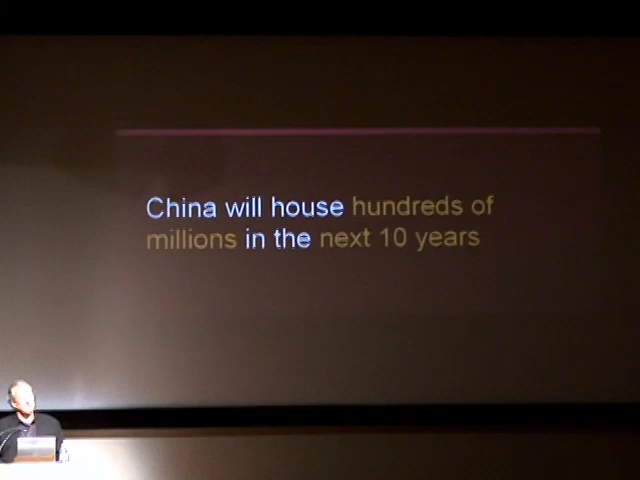 China will house hundreds of
millions in the next 10 years